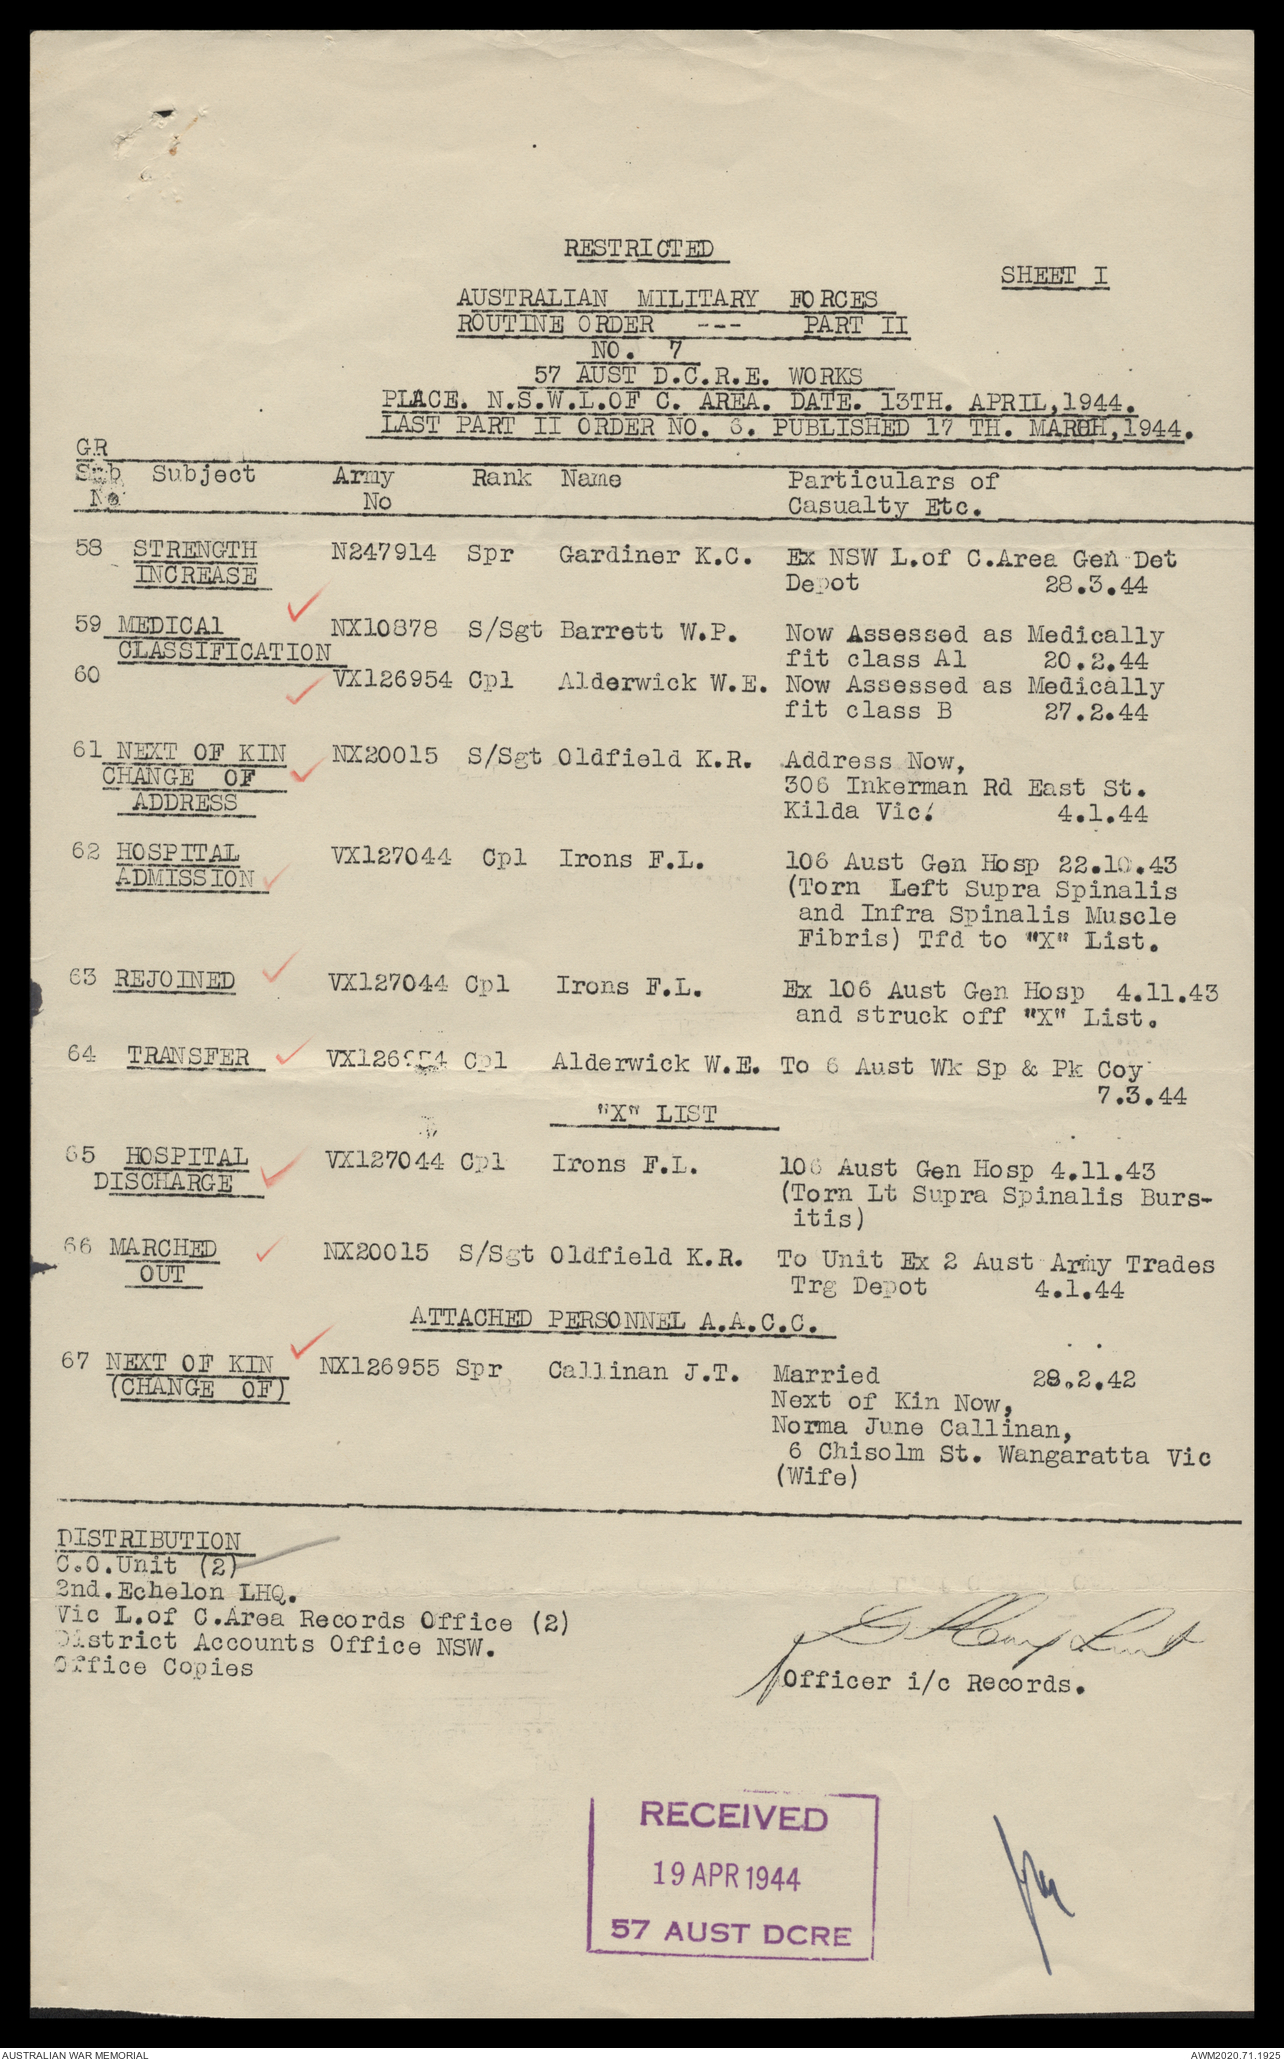 RESTRICTED
SHEET I
AUSTRALIAN MILITARY FORCES
ROUTINE ORDER --- PART II
NO. 7
57 AUST D.C.R.E. WORKS
PLACE. N.S.W.L.OF C. AREA. DATE. 13TH. APRIL,1944.
LAST PART II ORDER NO. 6. PUBLISHED 17 TH. MARCH,1944.
GR
Srb Subject Army Rank Name Particulars of
No No Casualty Etc.
58 STRENGTH N247914 Spr Gardiner K.C. Ex NSW L.of C.Area Gen Det
INCREASE Depot 28.3.44
59 MEDICAl NX10878 S/Sgt Barrett W.P. Now Assessed as Medically
CLASSIFICATION fit class A1 20.2.44
60 VX126954 Cpl Alderwick W.E. Now Assessed as Medically
fit class B 27.2.44
61 NEXT OF KIN NX20015 S/Sgt Oldfield K.R. Address Now,
CHANGE OF 306 Inkerman Rd East St.
ADDRESS Kilda Vic. 4.1.44
62 HOSPITAL VX127044 Cpl Irons F.L. 106 Aust Gen Hosp 22.10.43
ADMISSION (Torn Left Supra Spinalis
and Infra Spinalis Muscle
Fibris) Tfd to "X" List.
63 REJOINED VX127044 Cpl Irons F.L. Ex 106 Aust Gen Hosp 4.11.43
and struck off "X" List.
64 TRANSFER VX126954 Cpl Alderwick W.E. To 6 Aust Wk Sp & Pk Coy
7.3.44
"X" LIST
65 HOSPITAL VX127044 Cpl Irons F.L. 106 Aust Gen Hosp 4.11.43
DISCHARGE (Torn Lt Supra Spinalis Burs-
itis)
66 MARCHED NX20015 S/Sgt Oldfield K.R. To Unit Ex 2 Aust Army Trades
OUT Trg Depot 4.1.44
ATTACHED PERSONNEL A.A.C.C.
67 NEXT OF KIN NX126955 Spr Callinan J.T. Married 28.2.42
(CHANGE OF) Next of Kin Now,
Norma June Callinan,
6 Chisolm St. Wangaratta Vic
(Wife)
DISTRIBUTION
C.O.Unit (2)
2nd.Echelon LHQ.
Vic L.of C.Area Records Office (2)
District Accounts Office NSW.
Office Copies
Officer i/c Records.
RECEIVED
19 APR 1944
57 AUST DCRE
AUSTRALIAN WAR MEMORIAL
AWM2020.71.1925